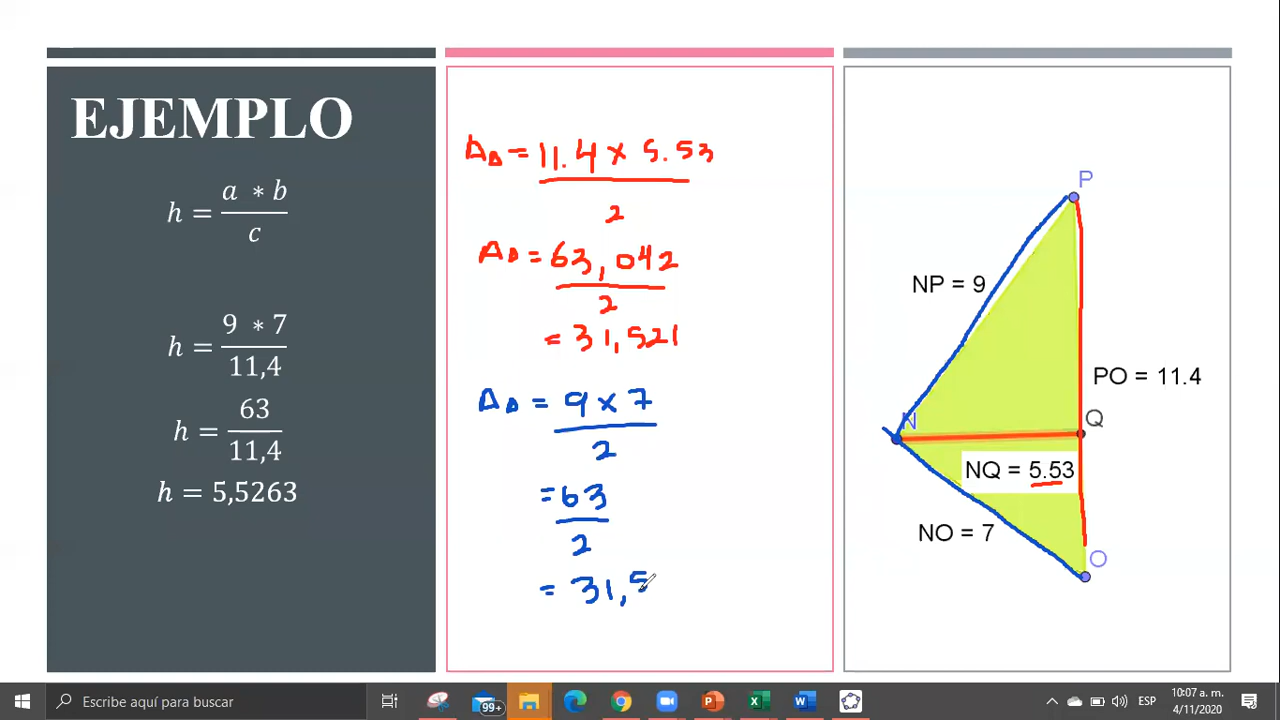 EJEMPLO
h = a * b / c
h = 9 * 7 / 11,4
h = 63 / 11,4
h = 5,5263
A△ = 11.4 x 5.53
2
A△ = 63,042
2
= 31,521
A△ = 9 x 7
2
= 63
2
= 31,5
P
NP = 9
PO = 11.4
N
Q
NQ = 5.53
NO = 7
O
Escribe aquí para buscar
99+
ESP
10:07 a. m.
4/11/2020